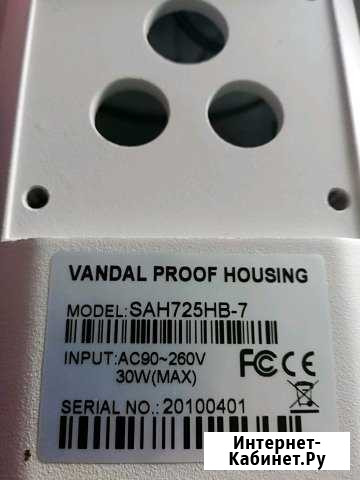 VANDAL PROOF HOUSING
MODEL:SAH725HB-7
INPUT:AC90~260V
30W(MAX)
FC CE
SERIAL NO.:20100401
Интернет-
Кабинет.Ру